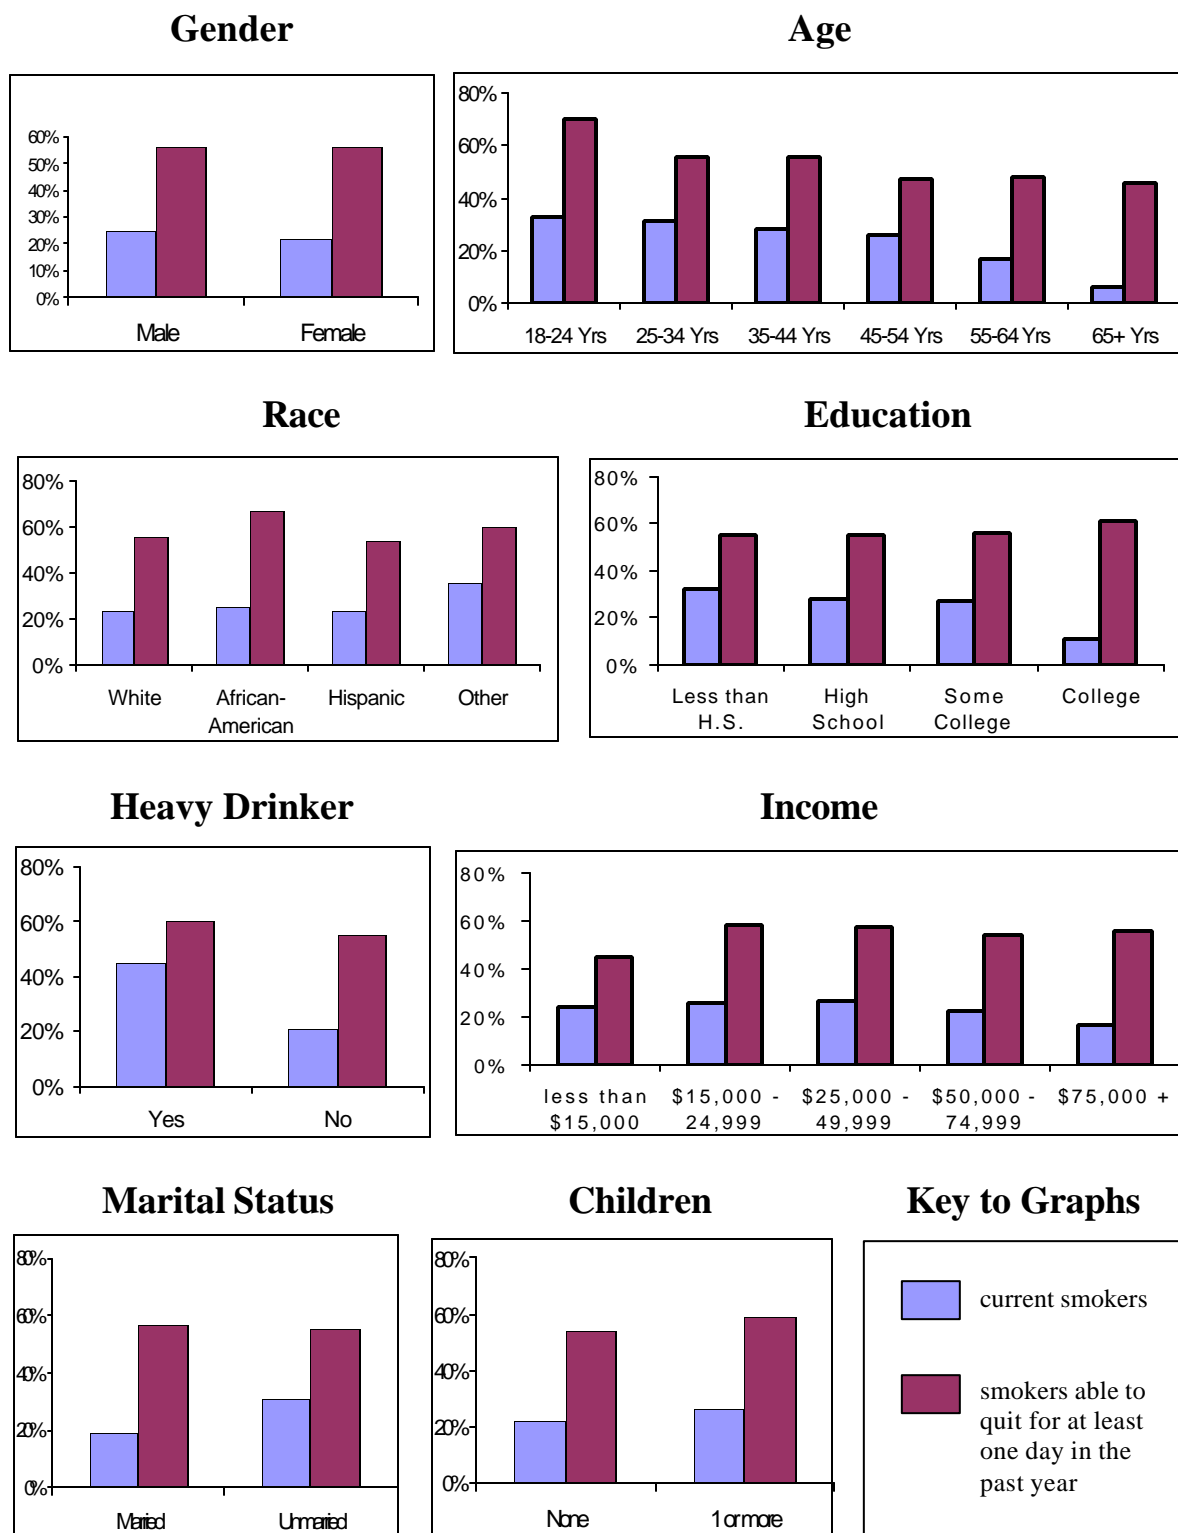 Gender
60%
50%
40%
30%
20%
10%
0%
Male Female
Age
80%
60%
40%
20%
0%
18-24 Yrs 25-34 Yrs 35-44 Yrs 45-54 Yrs 55-64 Yrs 65+ Yrs
Race
80%
60%
40%
20%
0%
White African- Hispanic Other
American
Education
80%
60%
40%
20%
0%
Less than High Some College
H.S. School College
Heavy Drinker
80%
60%
40%
20%
0%
Yes No
Income
80%
60%
40%
20%
0%
less than $15,000 - $25,000 - $50,000 - $75,000 +
$15,000 24,999 49,999 74,999
Marital Status
80%
60%
40%
20%
0%
Married Unmarried
Children
80%
60%
40%
20%
0%
None 1 or more
Key to Graphs
current smokers
smokers able to
quit for at least
one day in the
past year